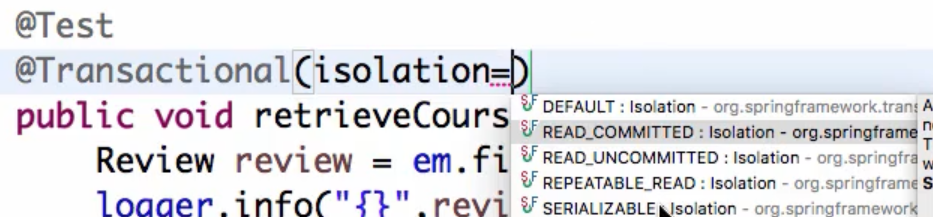 @Test
@Transactional(isolation=)
public void retrieveCours
Review review = em.fi
logger.info("{}",revi
DEFAULT : Isolation - org.springframework.trans
READ_COMMITTED : Isolation - org.springframe
READ_UNCOMMITTED : Isolation - org.springfra
REPEATABLE_READ : Isolation - org.springframe
SERIALIZABLE : Isolation - org.springframework.